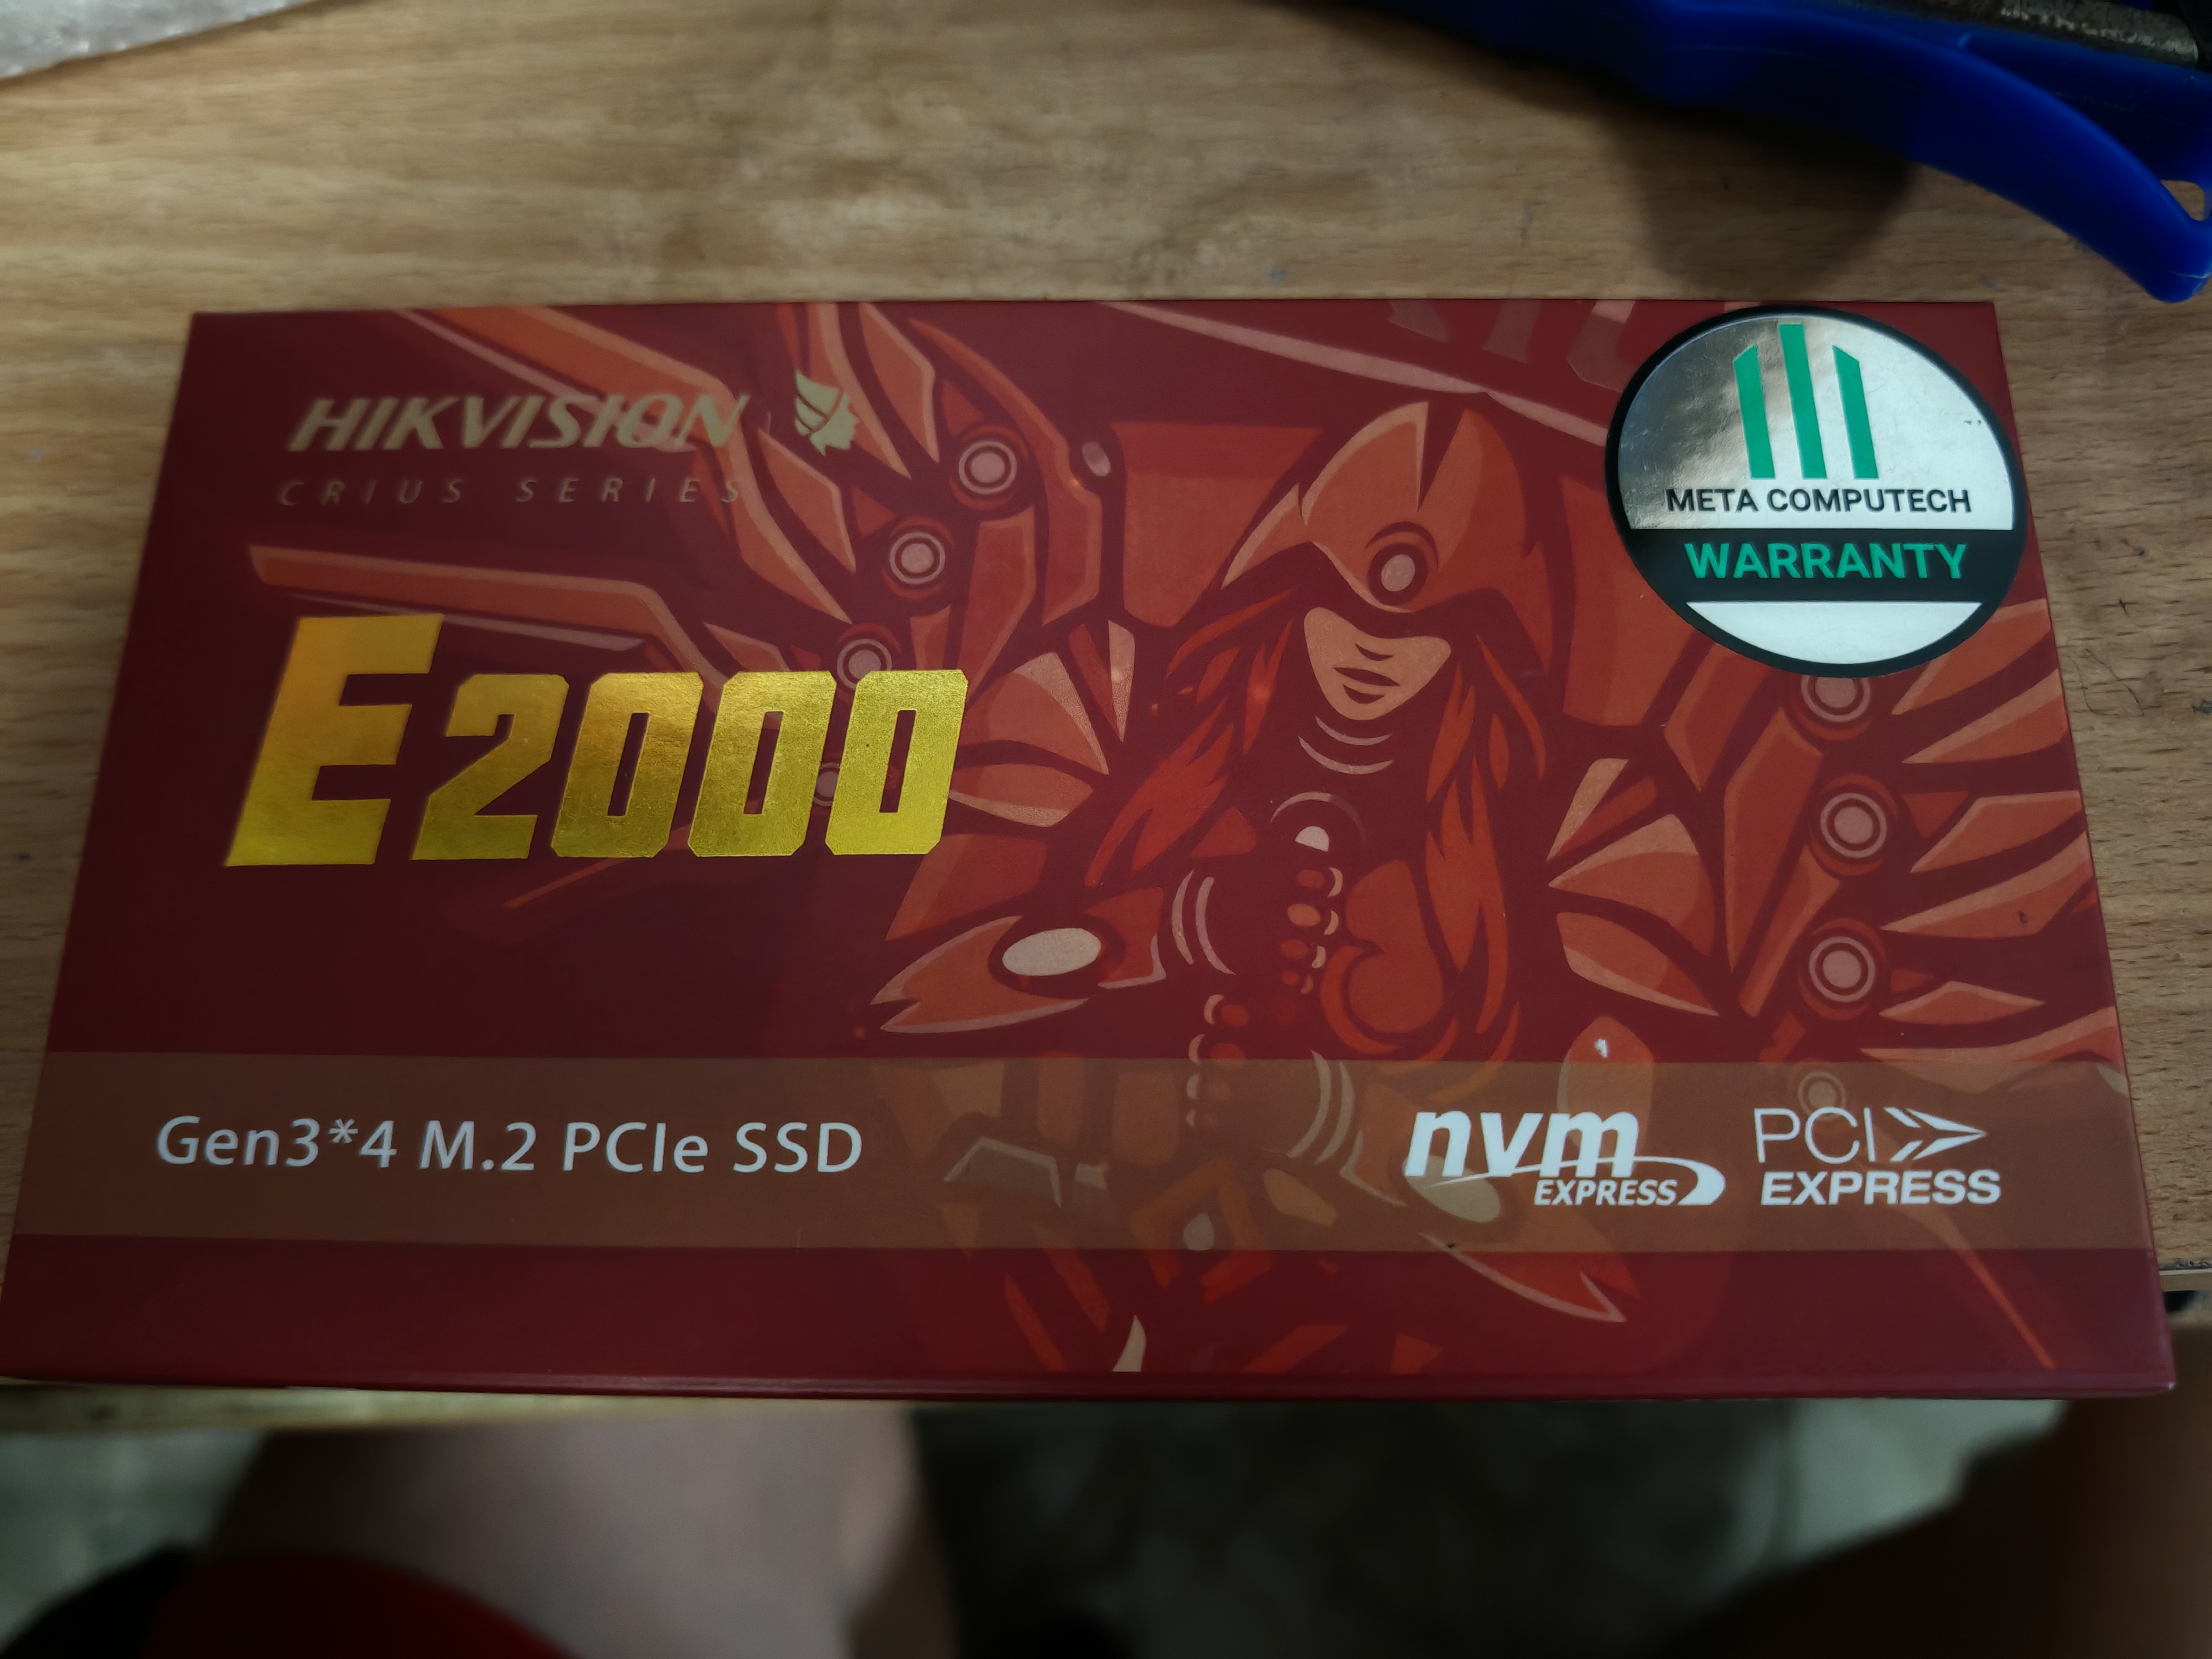 HIKVISION
CRIUS SERIES
META COMPUTECH
WARRANTY
E2000
Gen3*4 M.2 PCIe SSD
nvm
EXPRESS
PCI
EXPRESS